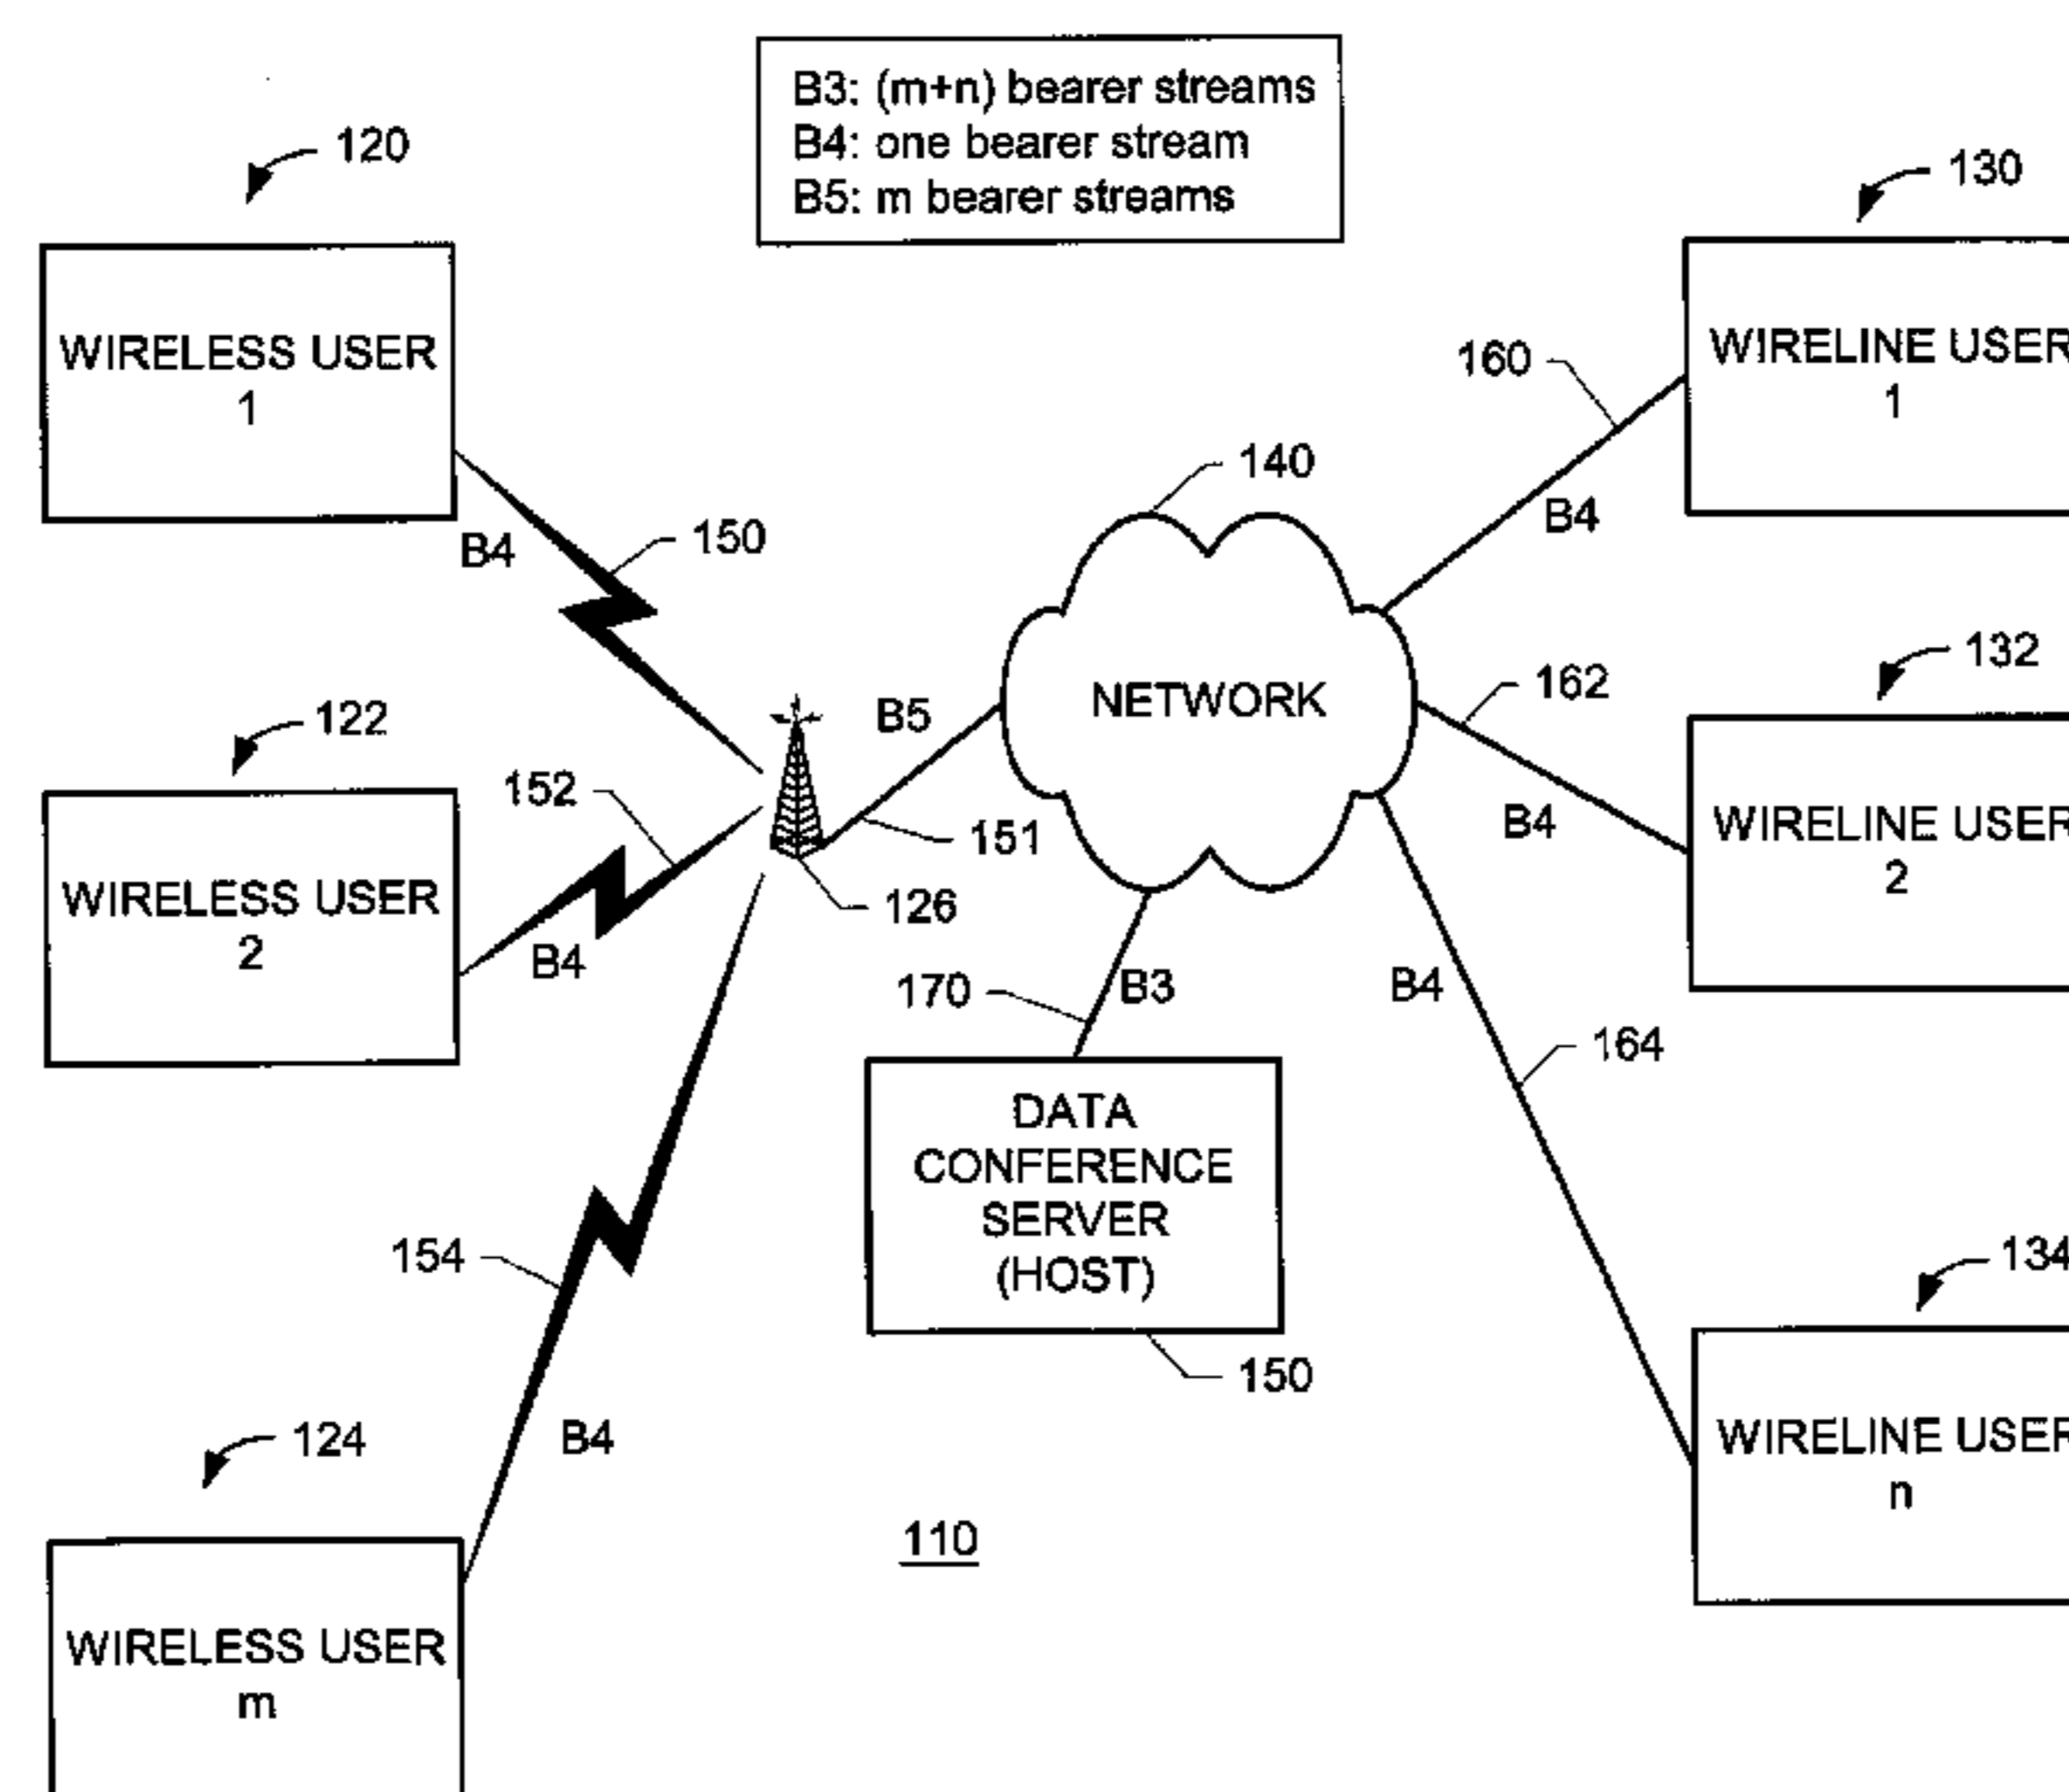 B3: (m+n) bearer streams
B4: one bearer stream
B5: m bearer streams
120
130
WIRELESS USER
1
WIRELINE USER
1
160
140
B4
150
B4
132
162
NETWORK
122
B5
152
B4
WIRELINE USER
2
151
WIRELESS USER
2
126
B4
170
B3
B4
164
DATA
CONFERENCE
SERVER
(HOST)
154
134
150
124
B4
WIRELINE USER
n
110
WIRELESS USER
m